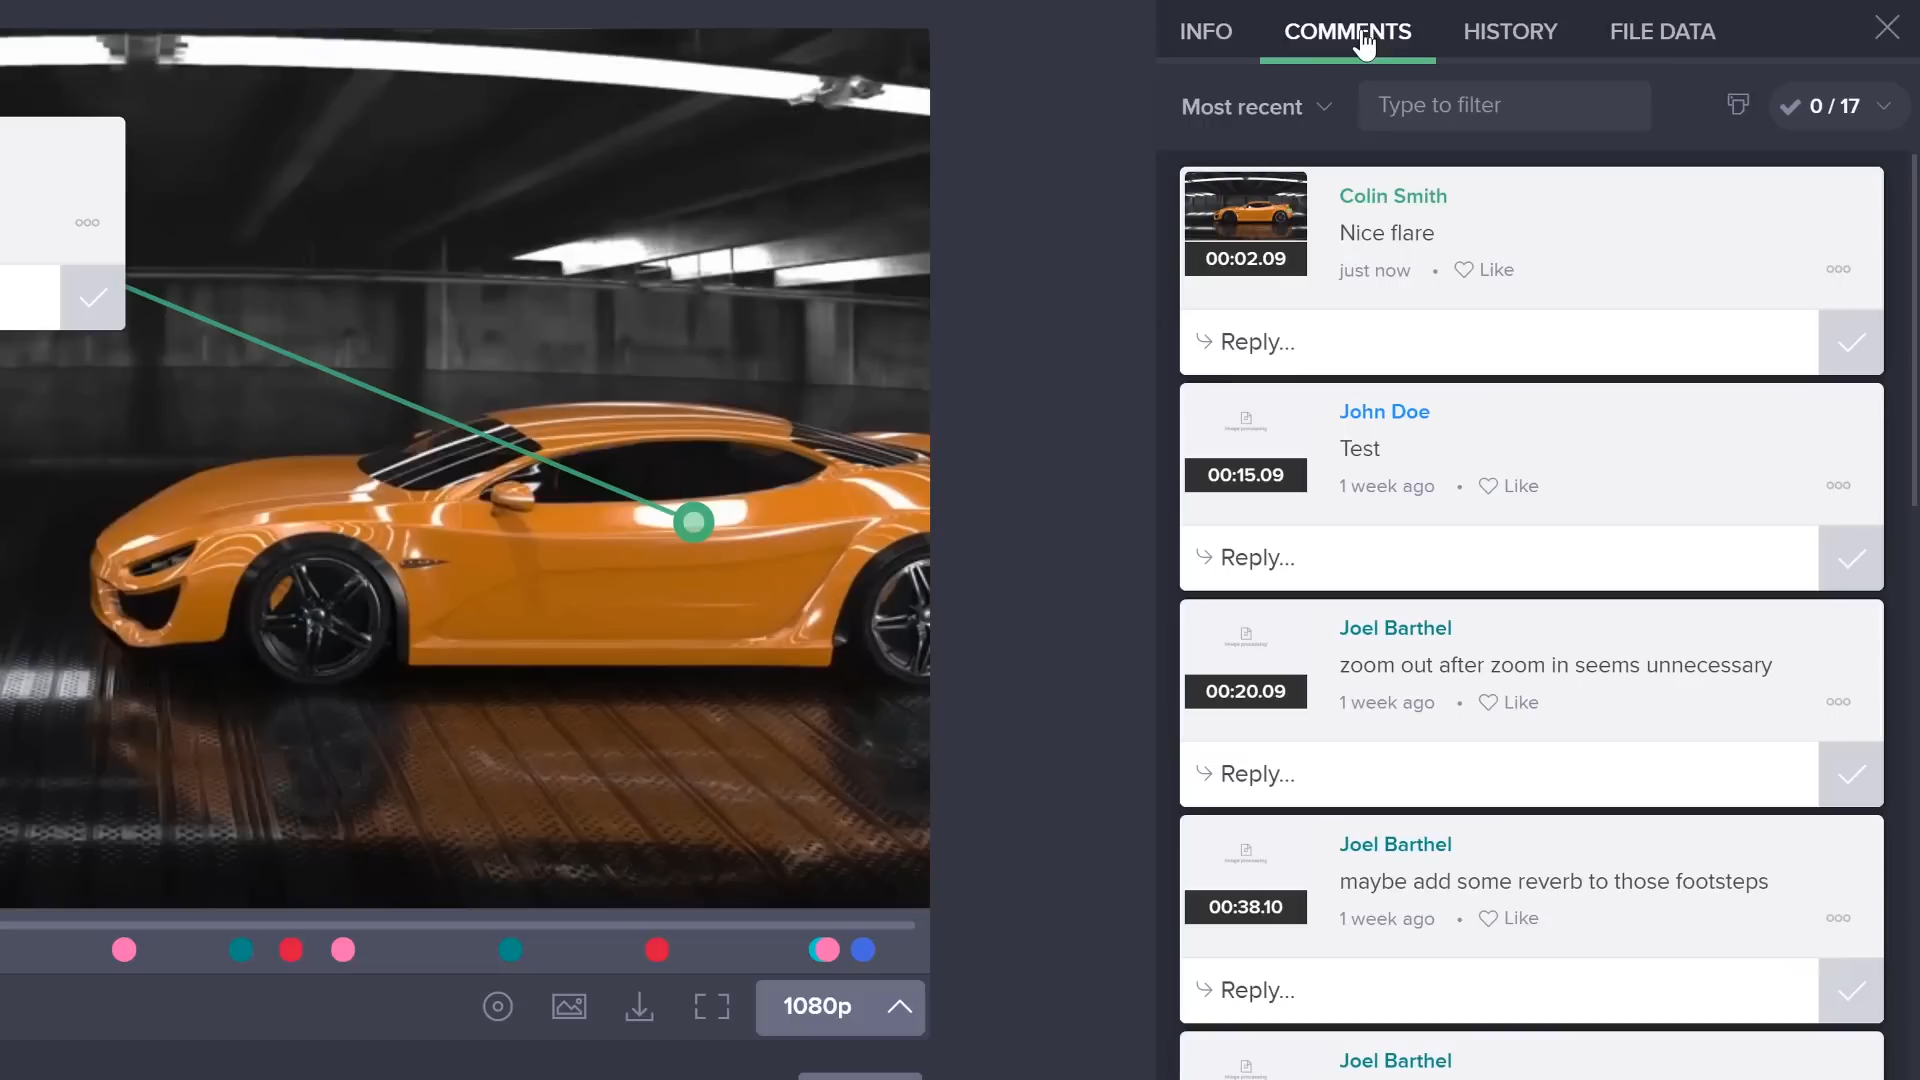 INFO
COMMENTS
HISTORY
FILE DATA
Most recent
Type to filter
0 / 17
Colin Smith
Nice flare
00:02.09
just now • Like
Reply...
John Doe
Test
00:15.09
1 week ago • Like
Reply...
Joel Barthel
zoom out after zoom in seems unnecessary
00:20.09
1 week ago • Like
Reply...
Joel Barthel
maybe add some reverb to those footsteps
00:38.10
1 week ago • Like
Reply...
Joel Barthel
1080p